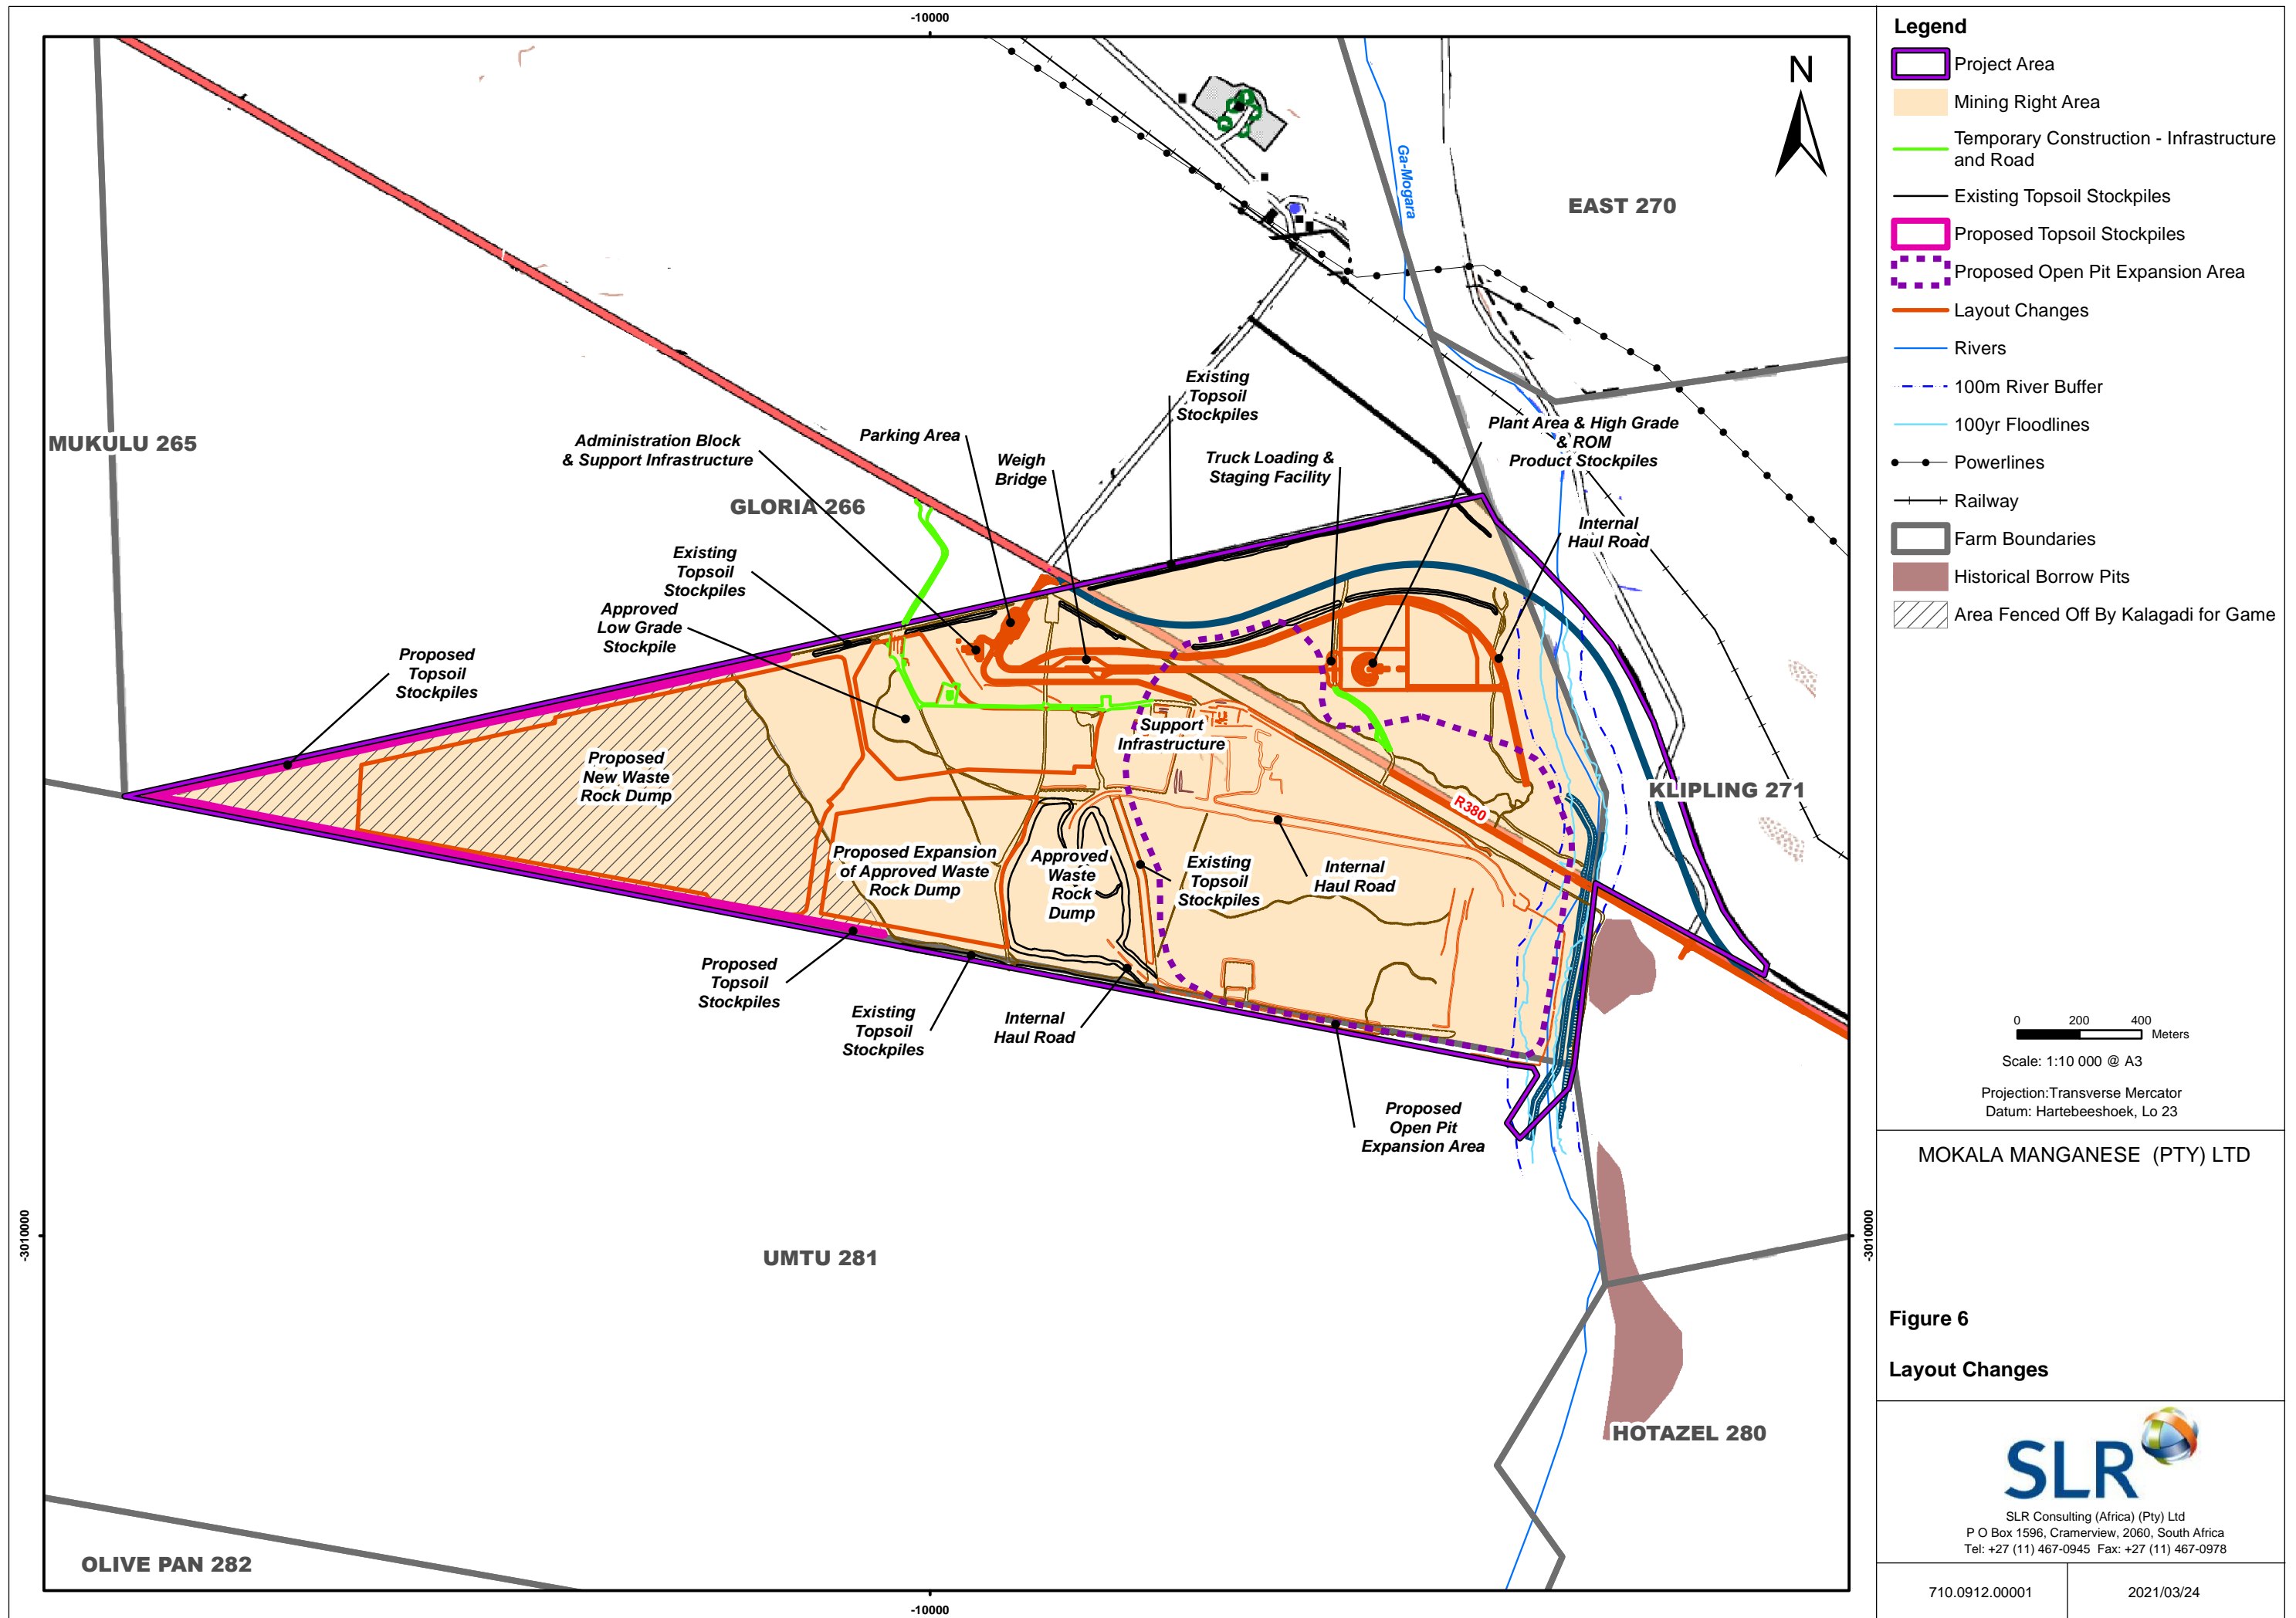 -10000
N
Ga-Mogara
EAST 270
MUKULU 265
GLORIA 266
Administration Block
& Support Infrastructure
Parking Area
Weigh
Bridge
Existing
Topsoil
Stockpiles
Truck Loading &
Staging Facility
Plant Area & High Grade
& ROM
Product Stockpiles
Internal
Haul Road
Existing
Topsoil
Stockpiles
Approved
Low Grade
Stockpile
Proposed
Topsoil
Stockpiles
Proposed
New Waste
Rock Dump
Support
Infrastructure
KLIPLING 271
R380
Proposed Expansion
of Approved Waste
Rock Dump
Approved
Waste
Rock
Dump
Existing
Topsoil
Stockpiles
Internal
Haul Road
Proposed
Topsoil
Stockpiles
Existing
Topsoil
Stockpiles
Internal
Haul Road
Proposed
Open Pit
Expansion Area
-3010000
-3010000
UMTU 281
HOTAZEL 280
OLIVE PAN 282
-10000
Legend
Project Area
Mining Right Area
Temporary Construction - Infrastructure
and Road
Existing Topsoil Stockpiles
Proposed Topsoil Stockpiles
Proposed Open Pit Expansion Area
Layout Changes
Rivers
100m River Buffer
100yr Floodlines
Powerlines
Railway
Farm Boundaries
Historical Borrow Pits
Area Fenced Off By Kalagadi for Game
0 200 400
Meters
Scale: 1:10 000 @ A3
Projection:Transverse Mercator
Datum: Hartebeeshoek, Lo 23
MOKALA MANGANESE (PTY) LTD
Figure 6
Layout Changes
SLR
SLR Consulting (Africa) (Pty) Ltd
P O Box 1596, Cramerview, 2060, South Africa
Tel: +27 (11) 467-0945 Fax: +27 (11) 467-0978
710.0912.00001
2021/03/24